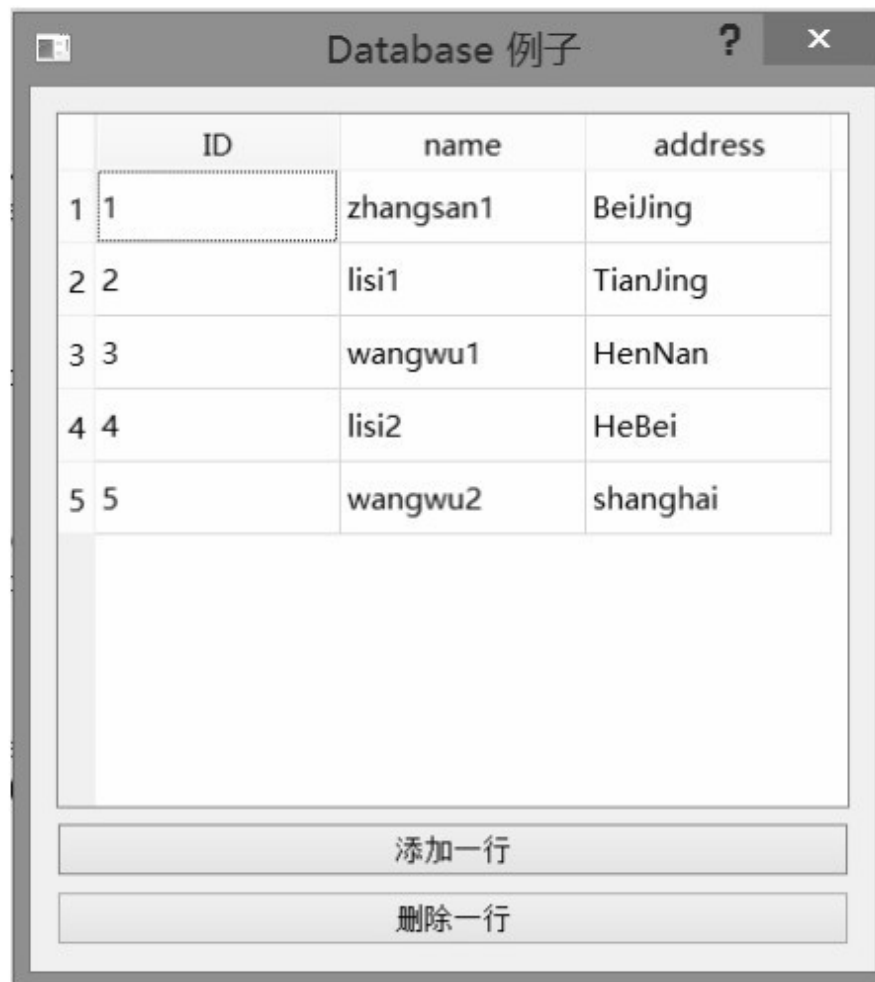 Database 例子 ? ×
ID name address
1 1 zhangsan1 BeiJing
2 2 lisi1 TianJing
3 3 wangwu1 HenNan
4 4 lisi2 HeBei
5 5 wangwu2 shanghai
添加一行
删除一行